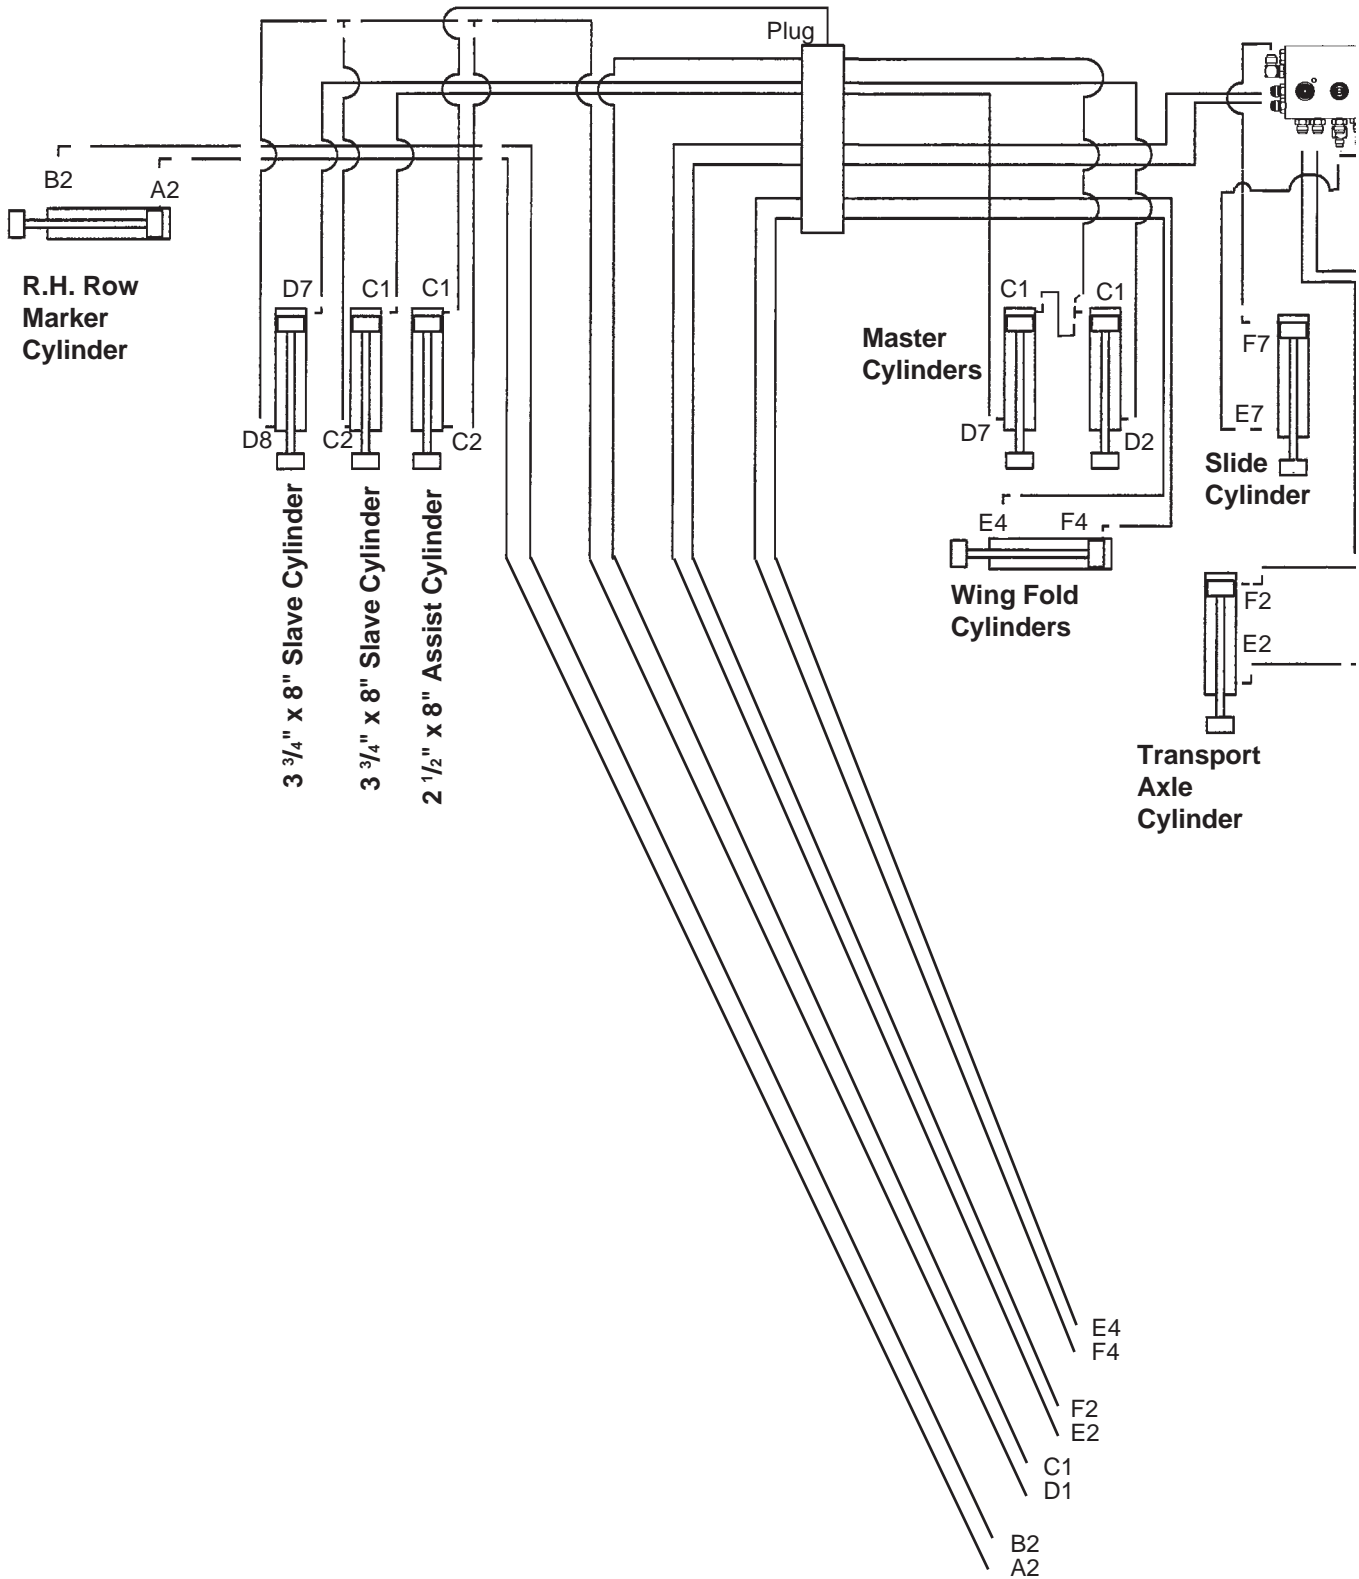 Plug
B2
A2
R.H. Row
Marker
Cylinder
D7
C1
C1
D8
C2
C2
3 3/4" x 8" Slave Cylinder
3 3/4" x 8" Slave Cylinder
2 1/2" x 8" Assist Cylinder
Master
Cylinders
C1
C1
D7
D2
E4
F4
Wing Fold
Cylinders
F7
E7
Slide
Cylinder
F2
E2
Transport
Axle
Cylinder
E4
F4
F2
E2
C1
D1
B2
A2